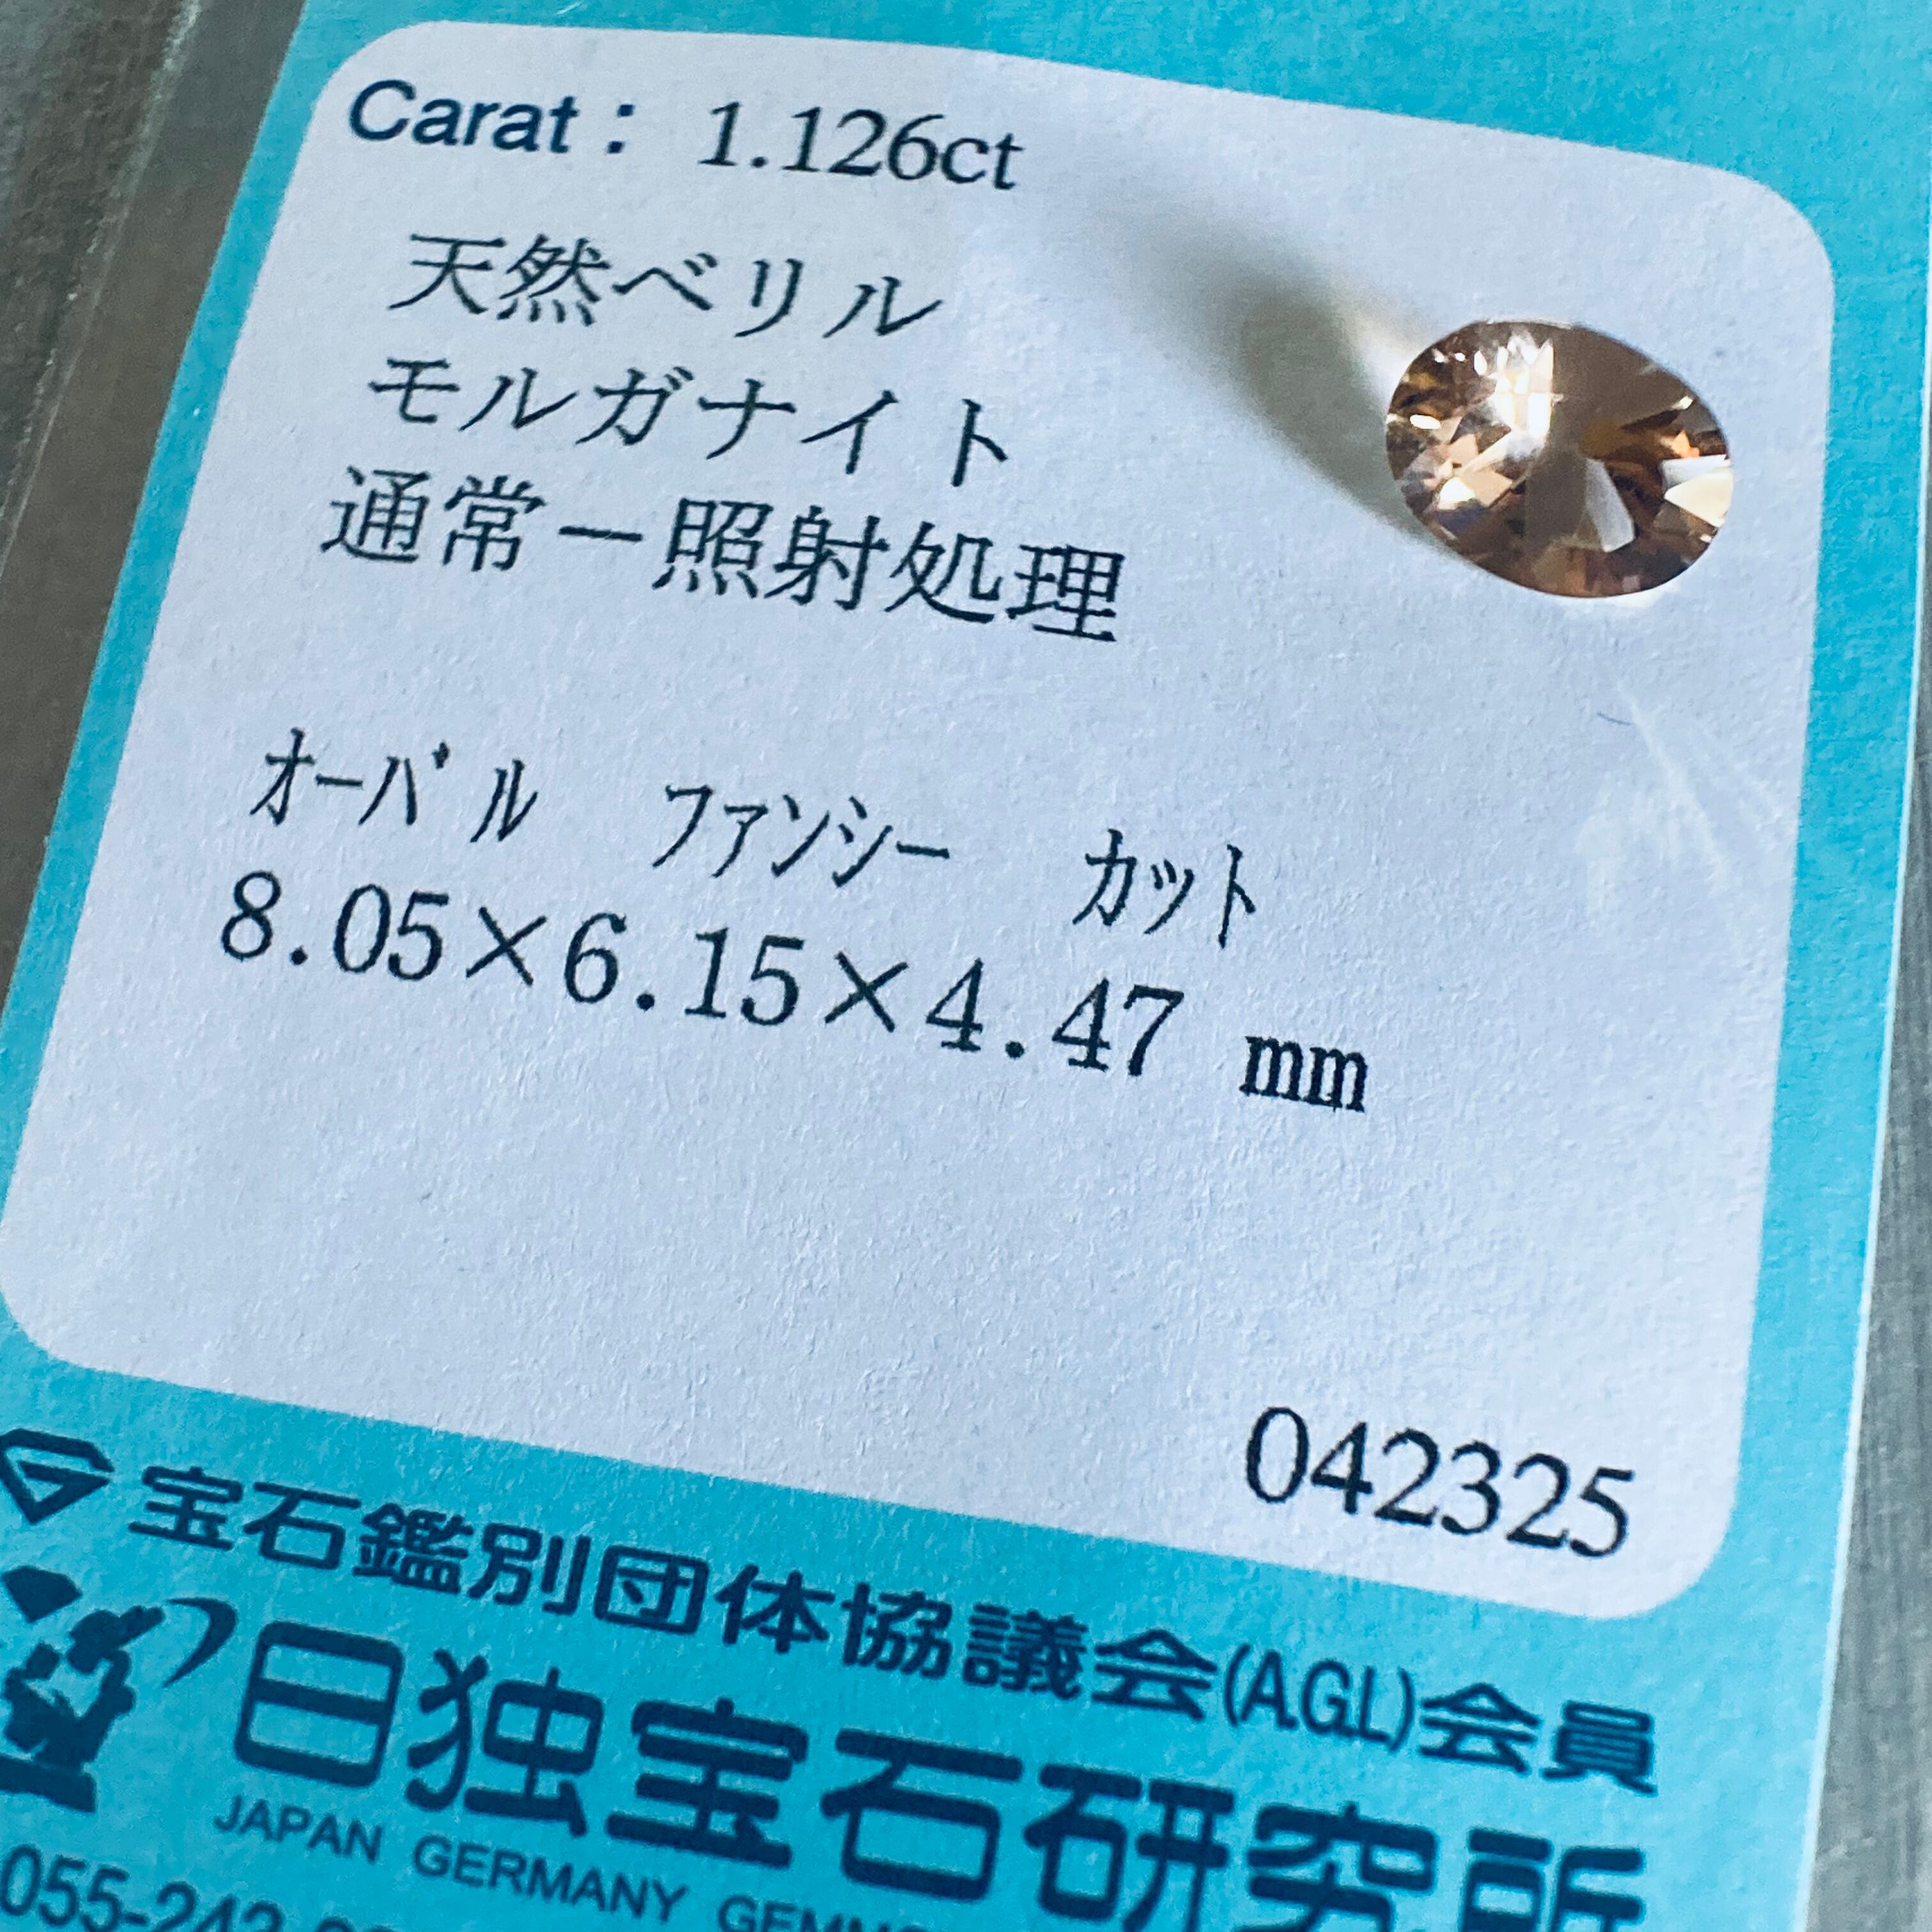 Carat： 1.126ct
天然ベリル
モルガナイト
通常－照射処理
ｵｰﾊﾞﾙ ﾌｧﾝｼｰ ｶｯﾄ
8.05×6.15×4.47 mm
042325
宝石鑑別団体協議会(A.G.L)会員
日独宝石研究所
JAPAN GERMANY
055-242